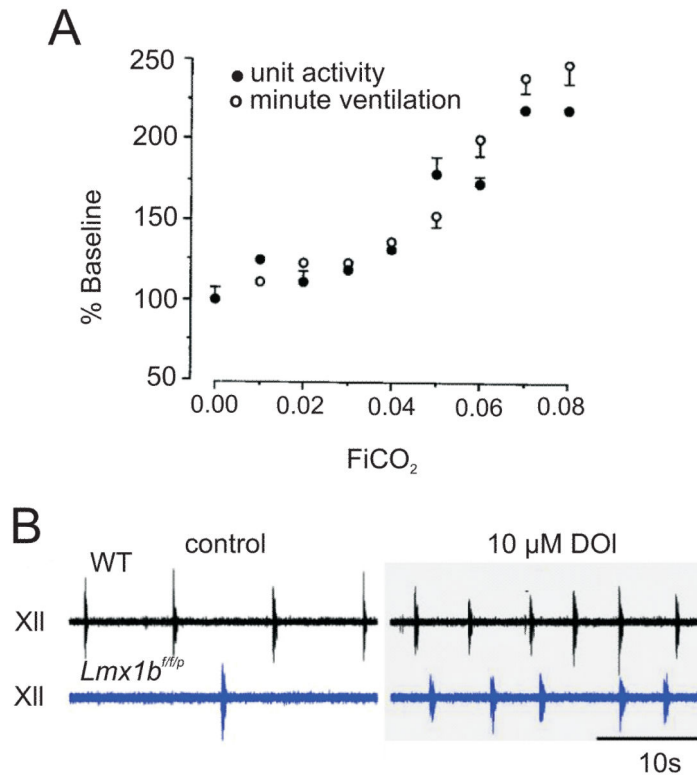 A
250
200
150
100
50
% Baseline
● unit activity
○ minute ventilation
0.00 0.02 0.04 0.06 0.08
FiCO₂
B
control 10 µM DOI
WT
XII
Lmx1b^f/f/p
XII
10s